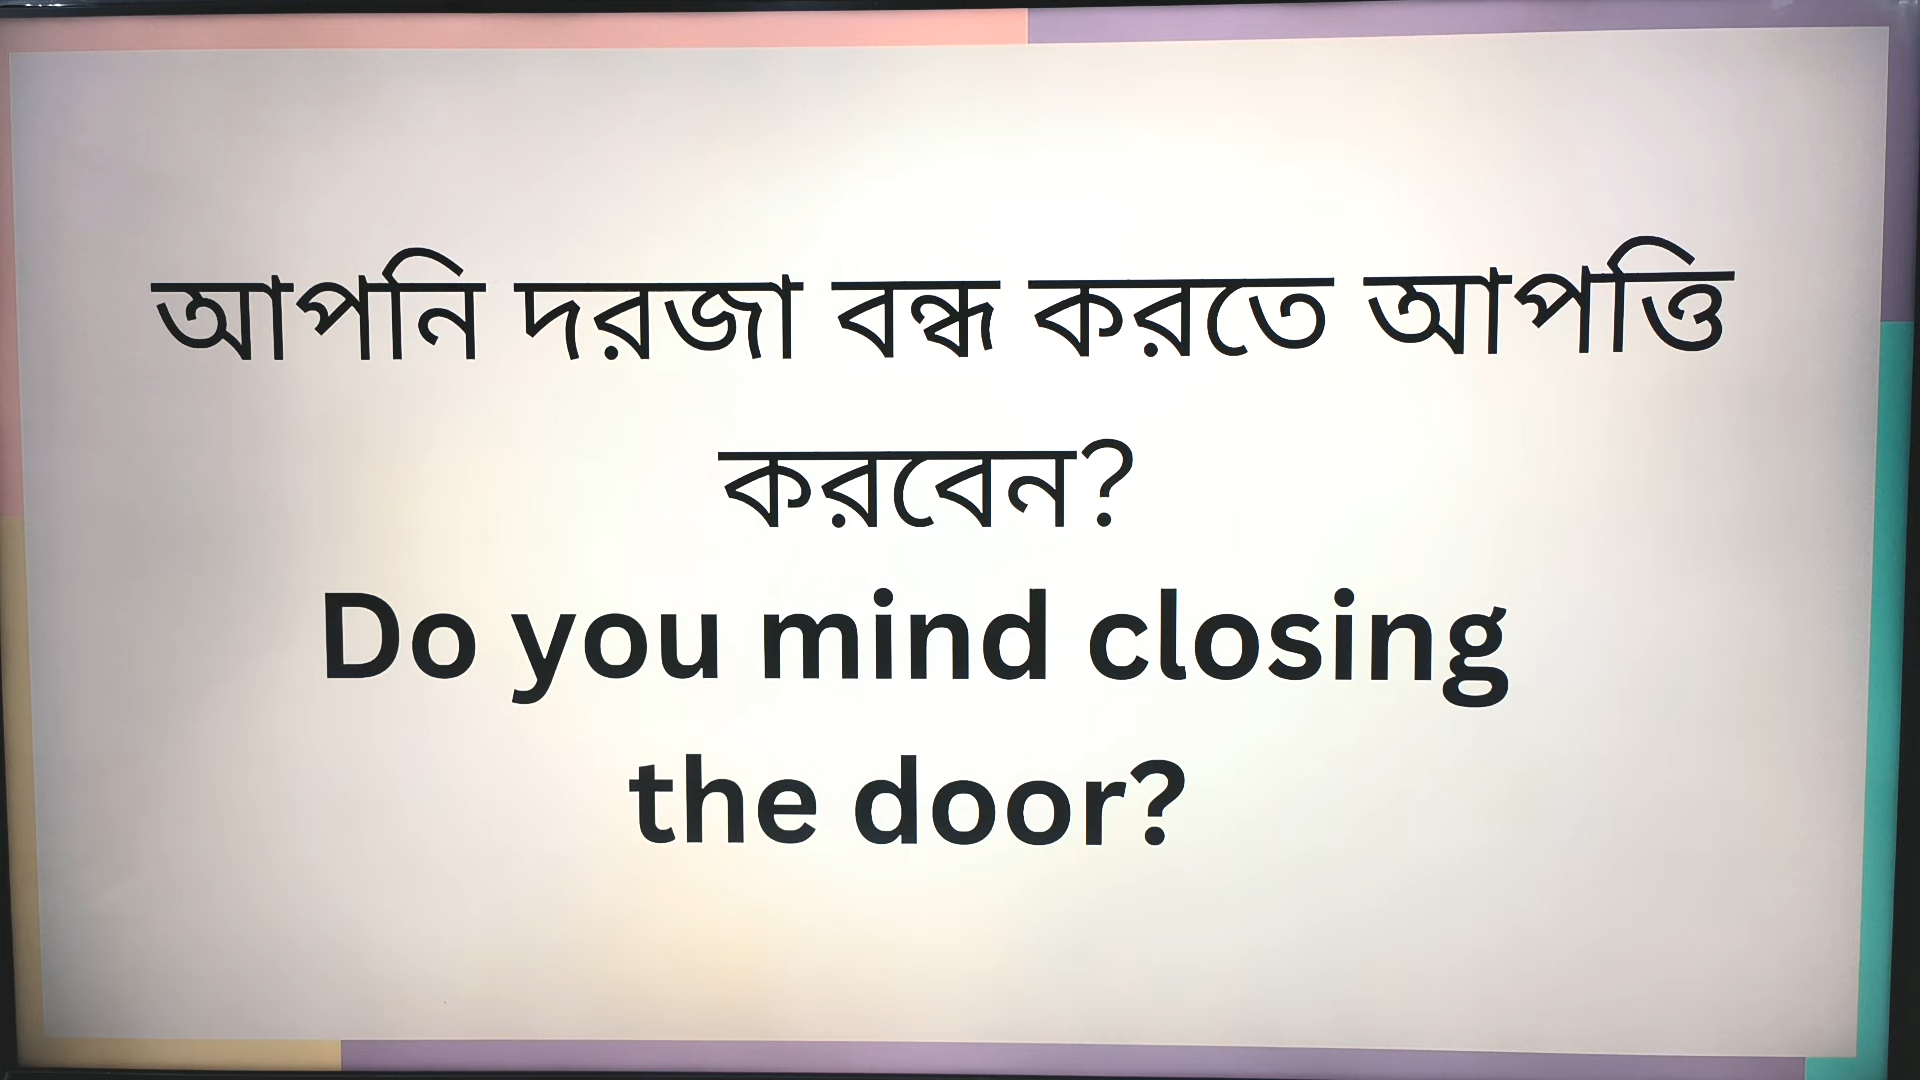 আপনি দরজা বন্ধ করতে আপত্তি
করবেন?
Do you mind closing
the door?